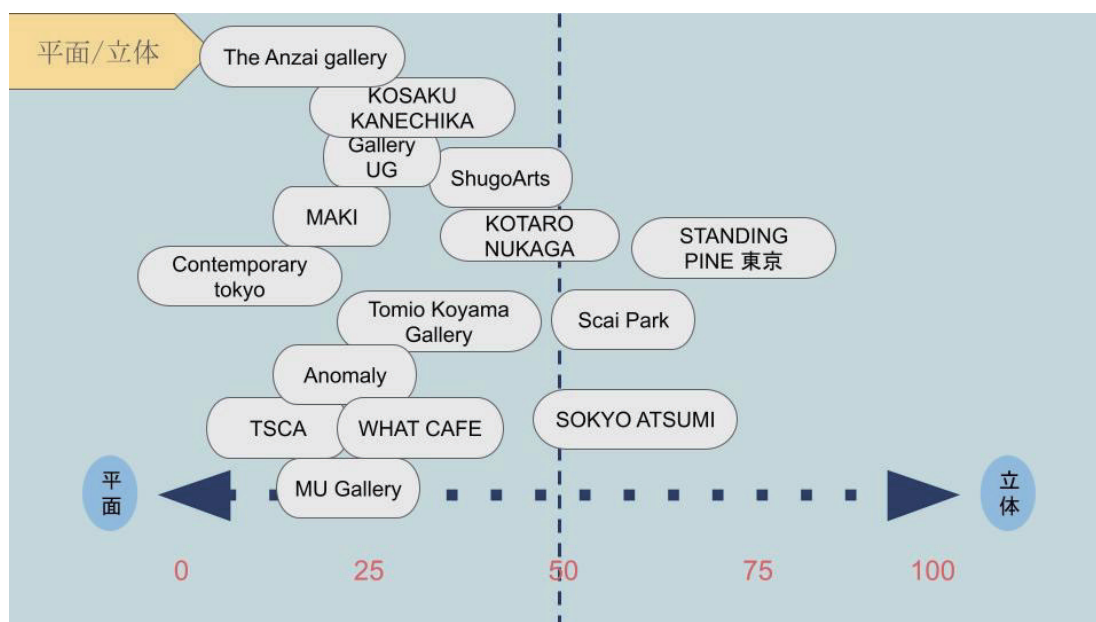 平面/立体
The Anzai gallery
KOSAKU
KANECHIKA
Gallery
UG
ShugoArts
MAKI
KOTARO
NUKAGA
STANDING
PINE 東京
Contemporary
tokyo
Tomio Koyama
Gallery
Scai Park
Anomaly
TSCA
WHAT CAFE
SOKYO ATSUMI
平
面
MU Gallery
立
体
0
25
50
75
100